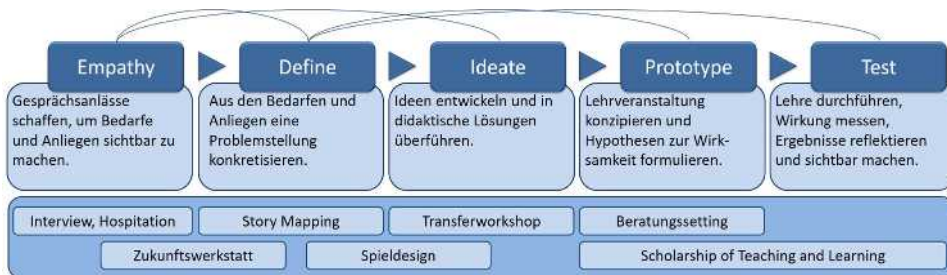 Empathy
Define
Ideate
Prototype
Test
Gesprächsanlässe
schaffen, um Bedarfe
und Anliegen sichtbar zu
machen.
Aus den Bedarfen und
Anliegen eine
Problemstellung
konkretisieren.
Ideen entwickeln und in
didaktische Lösungen
überführen.
Lehrveranstaltung
konzipieren und
Hypothesen zur Wirk-
samkeit formulieren.
Lehre durchführen,
Wirkung messen,
Ergebnisse reflektieren
und sichtbar machen.
Interview, Hospitation
Story Mapping
Transferworkshop
Beratungssetting
Zukunftswerkstatt
Spieldesign
Scholarship of Teaching and Learning